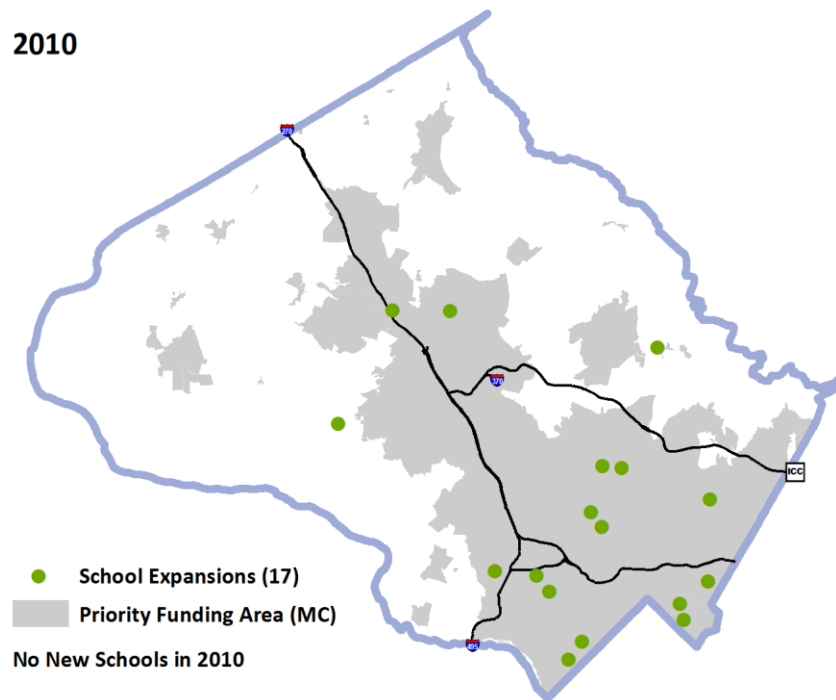 2010
270
370
ICC
School Expansions (17)
Priority Funding Area (MC)
No New Schools in 2010
495